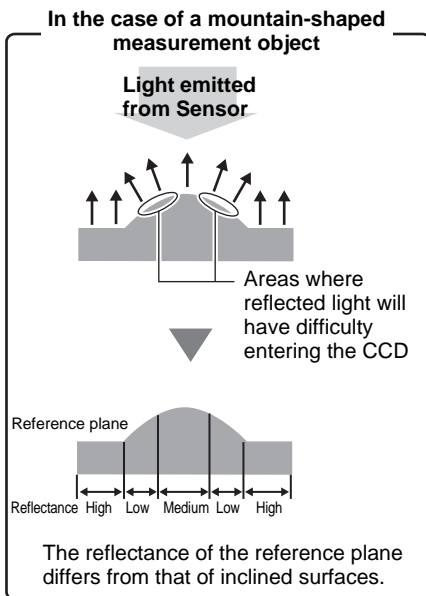 In the case of a mountain-shaped
measurement object
Light emitted
from Sensor
Areas where
reflected light will
have difficulty
entering the CCD
Reference plane
Reflectance High Low Medium Low High
The reflectance of the reference plane
differs from that of inclined surfaces.